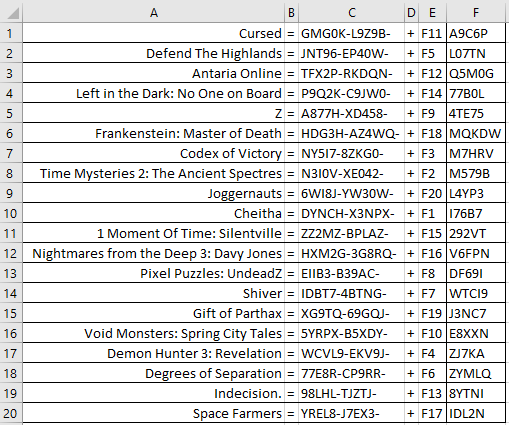 A B C D E F
1 Cursed = GMG0K-L9Z9B- + F11 A9C6P
2 Defend The Highlands = JNT96-EP40W- + F5 L07TN
3 Antaria Online = TFX2P-RKDQN- + F12 Q5M0G
4 Left in the Dark: No One on Board = P9Q2K-C9JW0- + F14 77B0L
5 Z = A877H-XD458- + F9 4TE75
6 Frankenstein: Master of Death = HDG3H-AZ4WQ- + F18 MQKDW
7 Codex of Victory = NY5I7-8ZKG0- + F3 M7HRV
8 Time Mysteries 2: The Ancient Spectres = N3I0V-XE042- + F2 M579B
9 Joggernauts = 6WI8J-YW30W- + F20 L4YP3
10 Cheitha = DYNCH-X3NPX- + F1 I76B7
11 1 Moment Of Time: Silentville = ZZ2MZ-BPLAZ- + F15 292VT
12 Nightmares from the Deep 3: Davy Jones = HXM2G-3G8RQ- + F16 V6FPN
13 Pixel Puzzles: UndeadZ = EIIB3-B39AC- + F8 DF69I
14 Shiver = IDBT7-4BTNG- + F7 WTCI9
15 Gift of Parthax = XG9TQ-69GQJ- + F19 J3NC7
16 Void Monsters: Spring City Tales = 5YRPX-B5XDY- + F10 E8XXN
17 Demon Hunter 3: Revelation = WCVL9-EKV9J- + F4 ZJ7KA
18 Degrees of Separation = 77E8R-CP9RR- + F6 ZYMLQ
19 Indecision. = 98LHL-TJZTJ- + F13 8YTNI
20 Space Farmers = YREL8-J7EX3- + F17 IDL2N